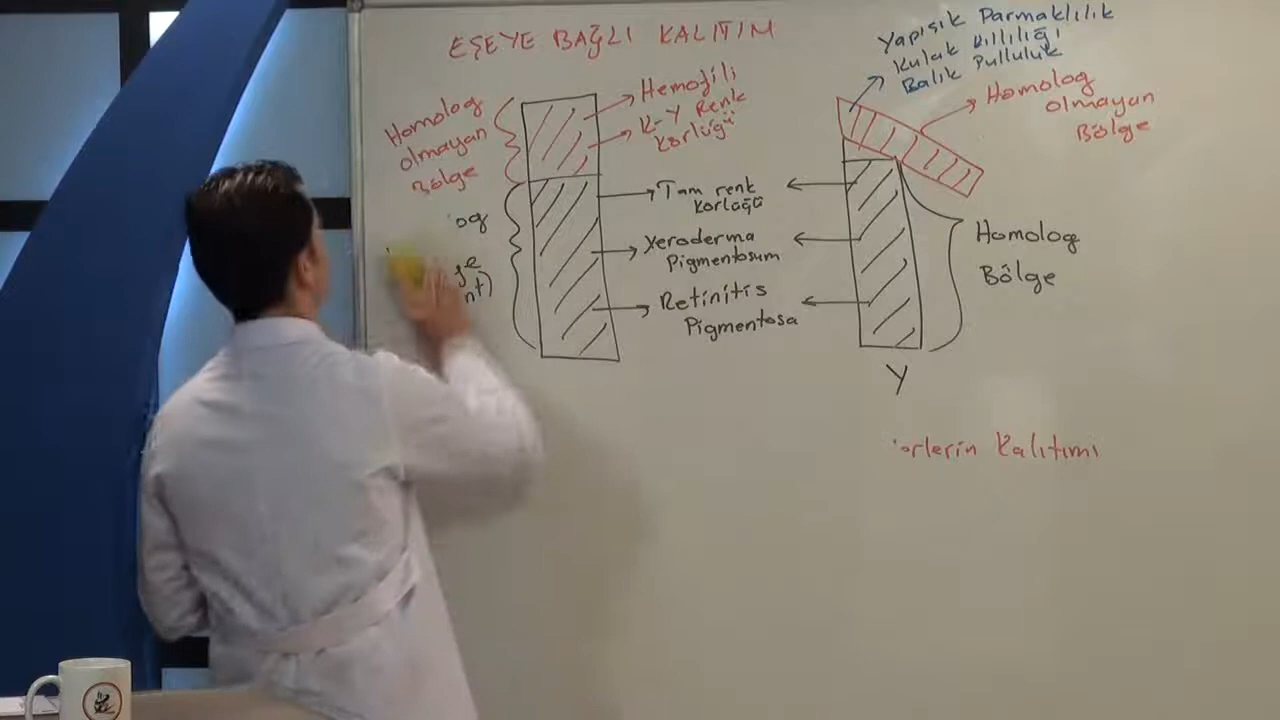 EŞEYE BAĞLI KALITIM
Homolog
olmayan
Bölge
Hemofili
K-Y Renk
Körlüğü
Yapışık Parmaklılık
Kulak Kıllılığı
Balık Pulluluk
Homolog
olmayan
Bölge
Tam renk
Körlüğü
Xeroderma
Pigmentosum
Retinitis
Pigmentosa
Homolog
Bölge
Y
Kalıtımı